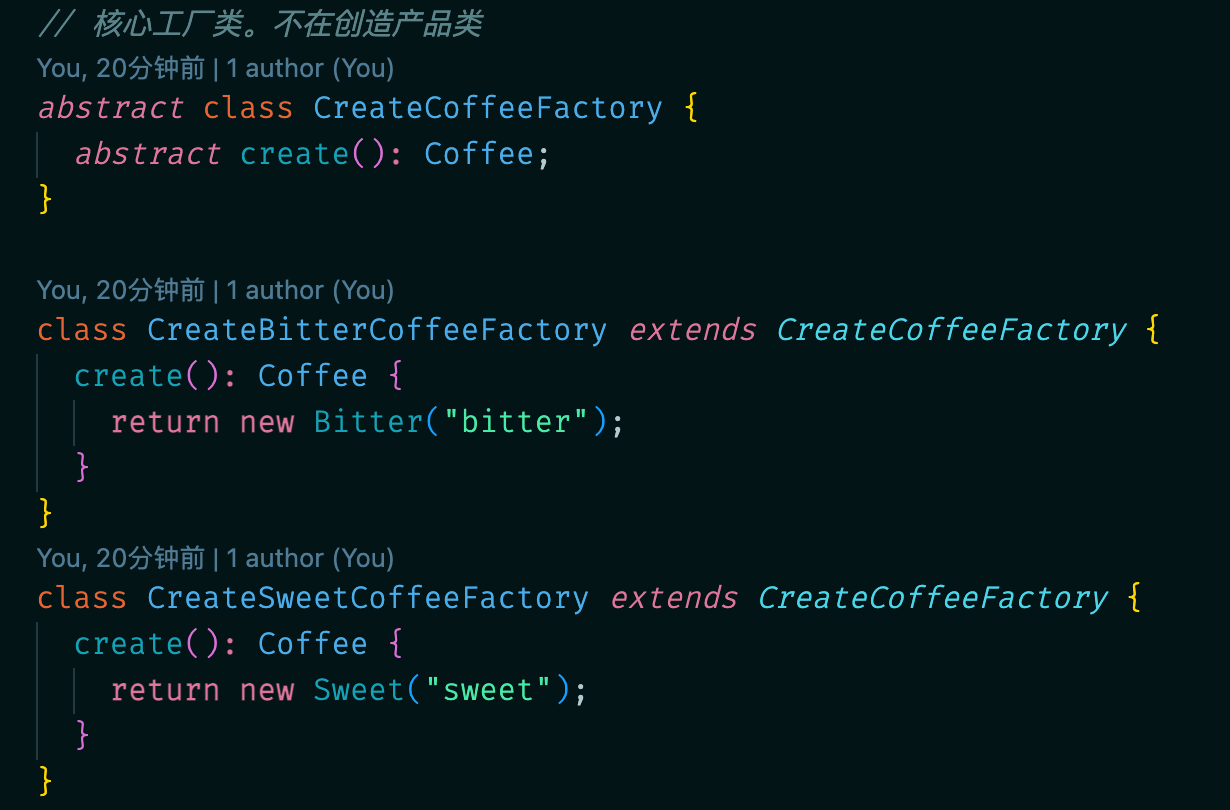 // 核心工厂类。不在创造产品类
You, 20分钟前 | 1 author (You)
abstract class CreateCoffeeFactory {
abstract create(): Coffee;
}
You, 20分钟前 | 1 author (You)
class CreateBitterCoffeeFactory extends CreateCoffeeFactory {
create(): Coffee {
return new Bitter("bitter");
}
}
You, 20分钟前 | 1 author (You)
class CreateSweetCoffeeFactory extends CreateCoffeeFactory {
create(): Coffee {
return new Sweet("sweet");
}
}